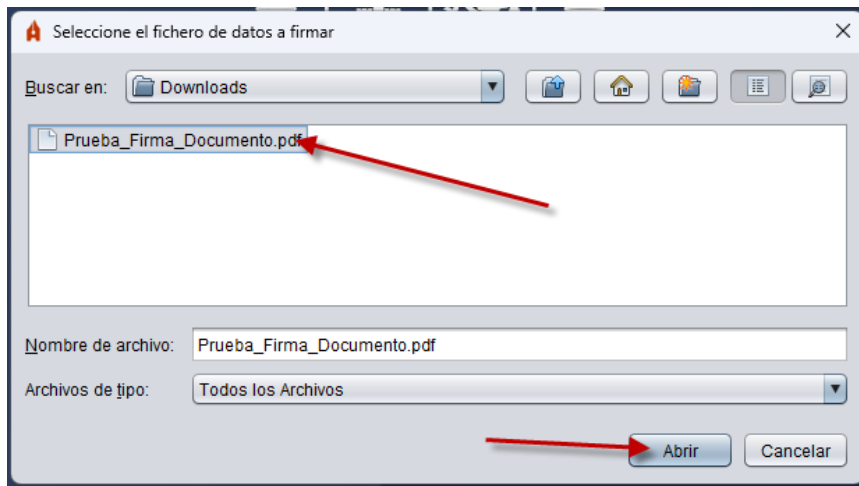 Seleccione el fichero de datos a firmar
Buscar en: Downloads
Prueba_Firma_Documento.pdf
Nombre de archivo: Prueba_Firma_Documento.pdf
Archivos de tipo: Todos los Archivos
Abrir Cancelar